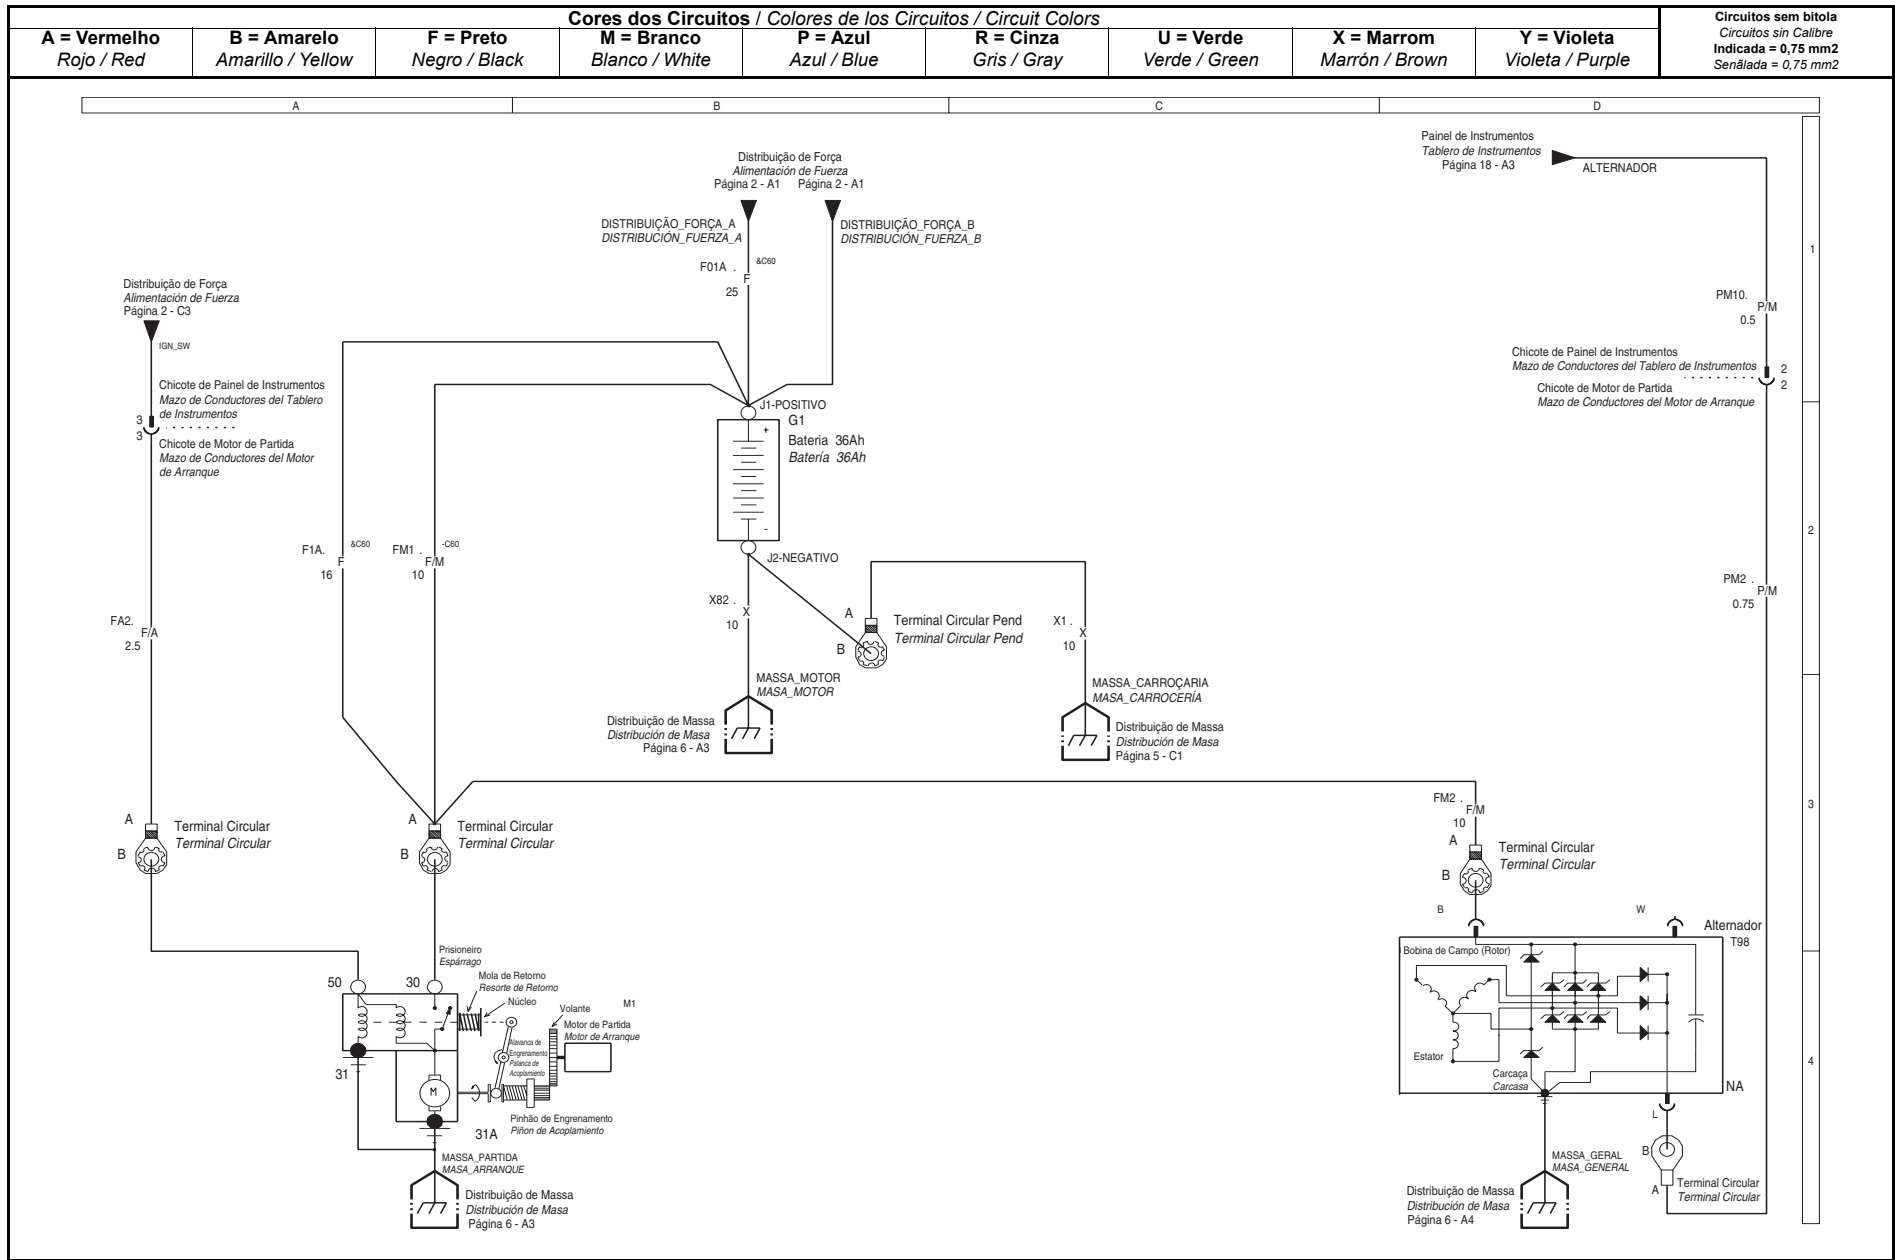 Cores dos Circuitos / Colores de los Circuitos / Circuit Colors
A = Vermelho
Rojo / Red
B = Amarelo
Amarillo / Yellow
F = Preto
Negro / Black
M = Branco
Blanco / White
P = Azul
Azul / Blue
R = Cinza
Gris / Gray
U = Verde
Verde / Green
X = Marrom
Marrón / Brown
Y = Violeta
Violeta / Purple
Circuitos sem bitola
Circuitos sin Calibre
Indicada = 0,75 mm2
Senãlada = 0,75 mm2
A
B
C
D
1
2
3
4
Distribuição de Força
Alimentación de Fuerza
Página 2 - C3
IGN_SW
Chicote de Painel de Instrumentos
Mazo de Conductores del Tablero
de Instrumentos
3
3
Chicote de Motor de Partida
Mazo de Conductores del Motor
de Arranque
FA2.
F/A
2.5
A
B
Terminal Circular
Terminal Circular
Distribuição de Força
Alimentación de Fuerza
Página 2 - A1
Página 2 - A1
DISTRIBUIÇÃO_FORÇA_A
DISTRIBUCIÓN_FUERZA_A
DISTRIBUIÇÃO_FORÇA_B
DISTRIBUCIÓN_FUERZA_B
F01A .
&C60
F
25
J1-POSITIVO
G1
+
Bateria 36Ah
Batería 36Ah
-
J2-NEGATIVO
F1A.
&C60
F
16
FM1 .
-C60
F/M
10
X82 .
X
10
A
B
Terminal Circular Pend
Terminal Circular Pend
X1 .
X
10
MASSA_MOTOR
MASA_MOTOR
Distribuição de Massa
Distribución de Masa
Página 6 - A3
MASSA_CARROÇARIA
MASA_CARROCERÍA
Distribuição de Massa
Distribución de Masa
Página 5 - C1
A
B
Terminal Circular
Terminal Circular
Prisioneiro
Espárrago
50
30
Mola de Retorno
Resorte de Retorno
Núcleo
Volante
M1
Motor de Partida
Motor de Arranque
Alavanca de
Engrenamento
Palanca de
Acoplamiento
31
M
31A
Pinhão de Engrenamento
Piñon de Acoplamiento
MASSA_PARTIDA
MASA_ARRANQUE
Distribuição de Massa
Distribución de Masa
Página 6 - A3
Painel de Instrumentos
Tablero de Instrumentos
Página 18 - A3
ALTERNADOR
PM10.
P/M
0.5
Chicote de Painel de Instrumentos
Mazo de Conductores del Tablero de Instrumentos
2
2
Chicote de Motor de Partida
Mazo de Conductores del Motor de Arranque
PM2 .
P/M
0.75
FM2 .
F/M
10
A
B
Terminal Circular
Terminal Circular
B
W
Alternador
T98
Bobina de Campo (Rotor)
Estator
Carcaça
Carcasa
NA
L
B
A
Terminal Circular
Terminal Circular
MASSA_GERAL
MASA_GENERAL
Distribuição de Massa
Distribución de Masa
Página 6 - A4